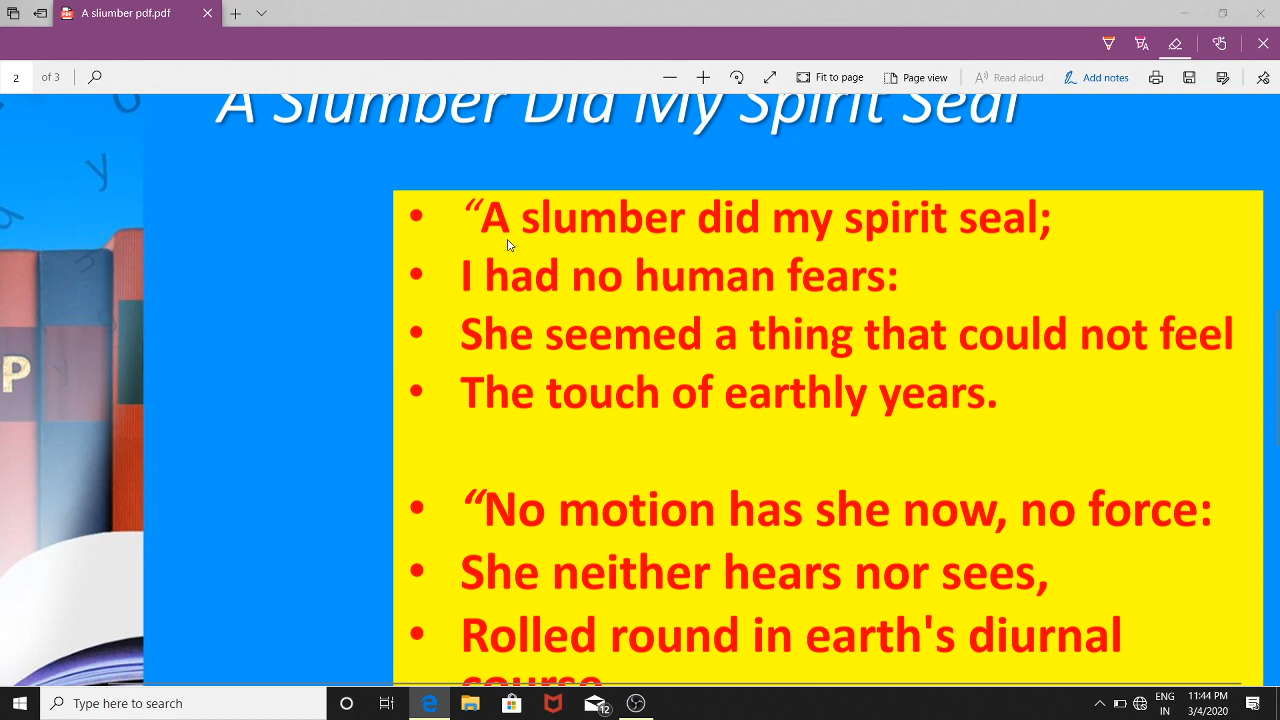 A sliumber pdf.pdf
2 of 3 Fit to page Page view Read aloud Add notes
A Slumber Did My Spirit Seal
• “A slumber did my spirit seal;
• I had no human fears:
• She seemed a thing that could not feel
• The touch of earthly years.
• “No motion has she now, no force:
• She neither hears nor sees,
• Rolled round in earth's diurnal
course
P
y
Type here to search
12
ENG 11:44 PM
IN 3/4/2020